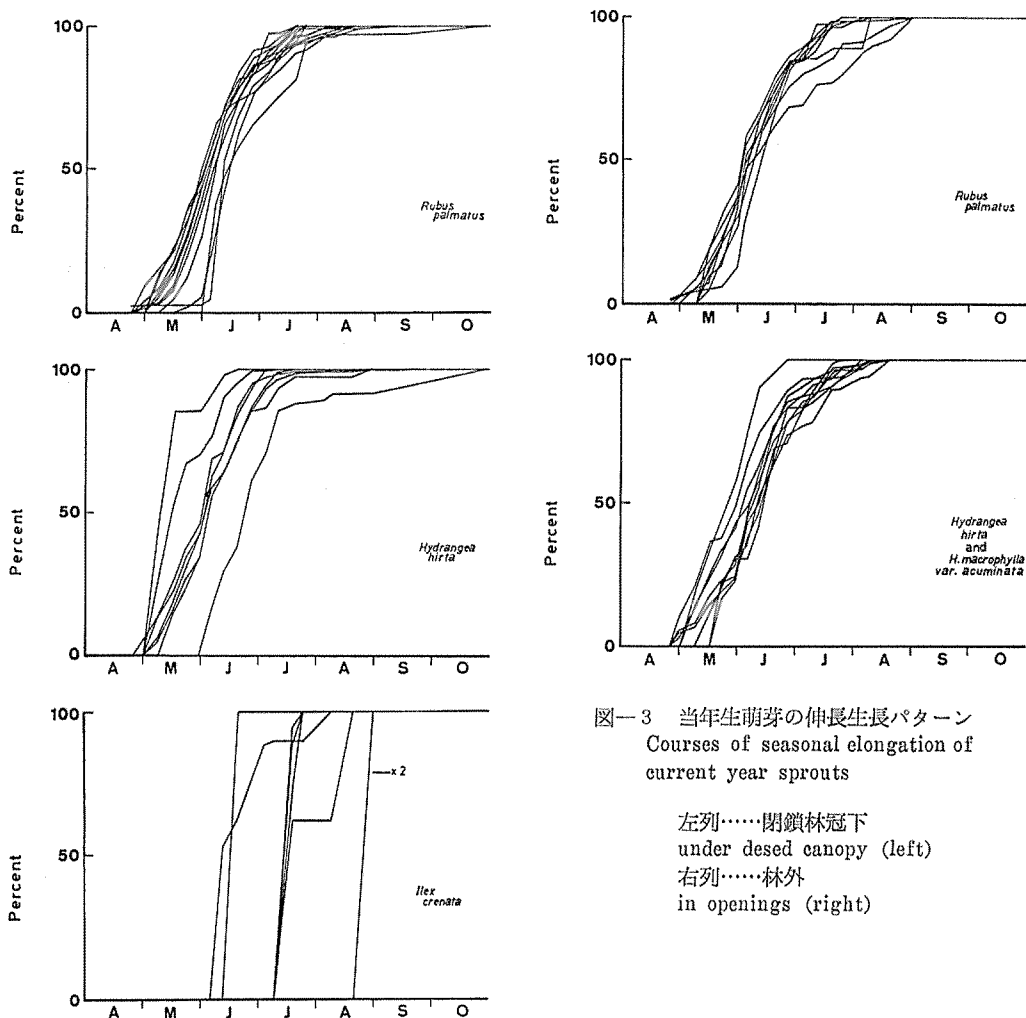 100
50
0
Percent
Rubus
palmatus
A M J J A S O
100
50
0
Percent
Rubus
palmatus
A M J J A S O
100
50
0
Percent
Hydrangea
hirta
A M J J A S O
100
50
0
Percent
Hydrangea
hirta
and
H.macrophylla
var. acuminata
A M J J A S O
100
50
0
Percent
x2
Ilex
crenata
A M J J A S O
図―3 当年生萌芽の伸長生長パターン
Courses of seasonal elongation of
current year sprouts
左列……閉鎖林冠下
under desed canopy (left)
右列……林外
in openings (right)